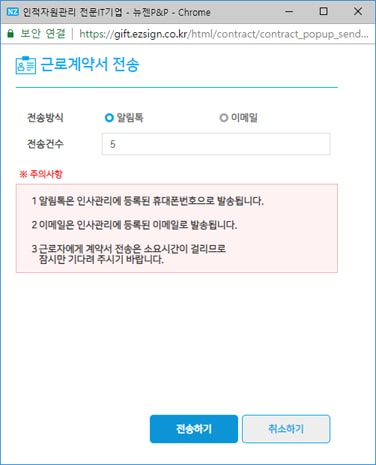 NZ 인적자원관리 전문IT기업 - 뉴젠P&P - Chrome
보안 연결 | https://gift.ezsign.co.kr/html/contract/contract_popup_send...
근로계약서 전송
전송방식 알림톡 이메일
전송건수 5
※ 주의사항
1 알림톡은 인사관리에 등록된 휴대폰번호으로 발송됩니다.
2 이메일은 인사관리에 등록된 이메일로 발송됩니다.
3 근로자에게 계약서 전송은 소요시간이 걸리므로
잠시만 기다려 주시기 바랍니다.
전송하기 취소하기